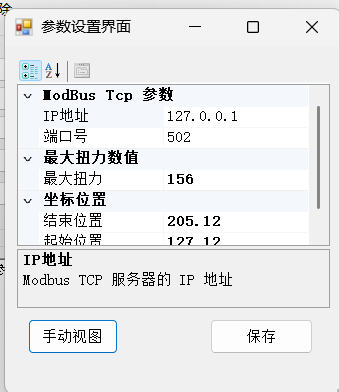 除
参数设置界面
ModBus Tcp 参数
IP地址 127.0.0.1
端口号 502
最大扭力数值
最大扭力 156
坐标位置
结束位置 205.12
起始位置 127.12
IP地址
Modbus TCP 服务器的 IP 地址
手动视图 保存